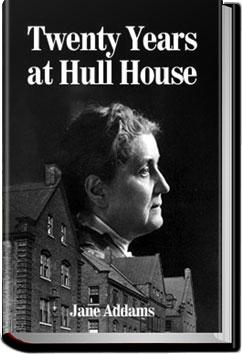 Twenty Years
at Hull House
Jane Addams